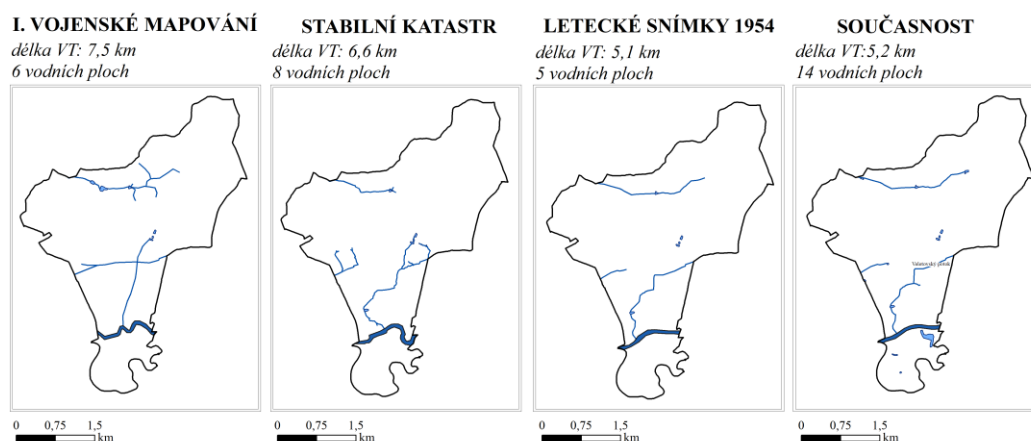 I. VOJENSKÉ MAPOVÁNÍ
délka VT: 7,5 km
6 vodních ploch
0 0,75 1,5
km
STABILNÍ KATASTR
délka VT: 6,6 km
8 vodních ploch
0 0,75 1,5
km
LETECKÉ SNÍMKY 1954
délka VT: 5,1 km
5 vodních ploch
0 0,75 1,5
km
SOUČASNOST
délka VT:5,2 km
14 vodních ploch
potok
0 0,75 1,5
km